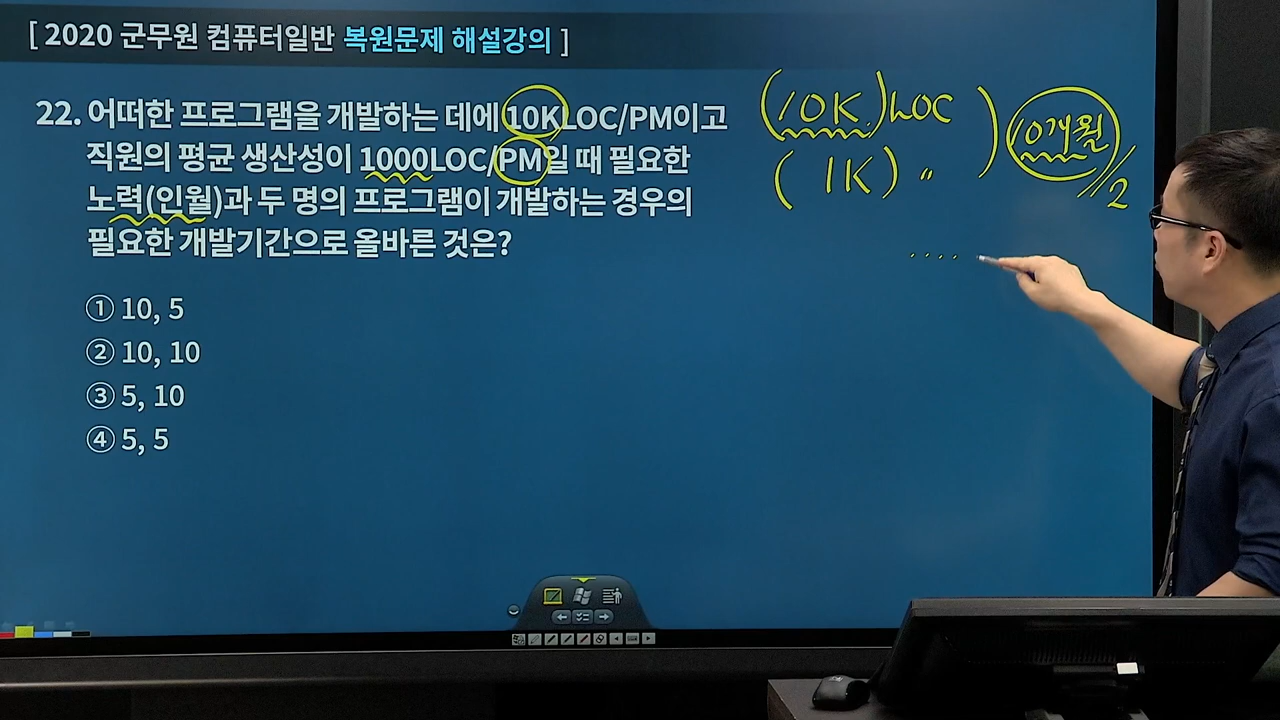 [ 2020 군무원 컴퓨터일반 복원문제 해설강의 ]
22. 어떠한 프로그램을 개발하는 데에 10KLOC/PM이고
직원의 평균 생산성이 1000LOC/PM일 때 필요한
노력(인월)과 두 명의 프로그램이 개발하는 경우의
필요한 개발기간으로 올바른 것은?
① 10, 5
② 10, 10
③ 5, 10
④ 5, 5
(10K)LOC
(1K) 〃
) 10개월
// 2